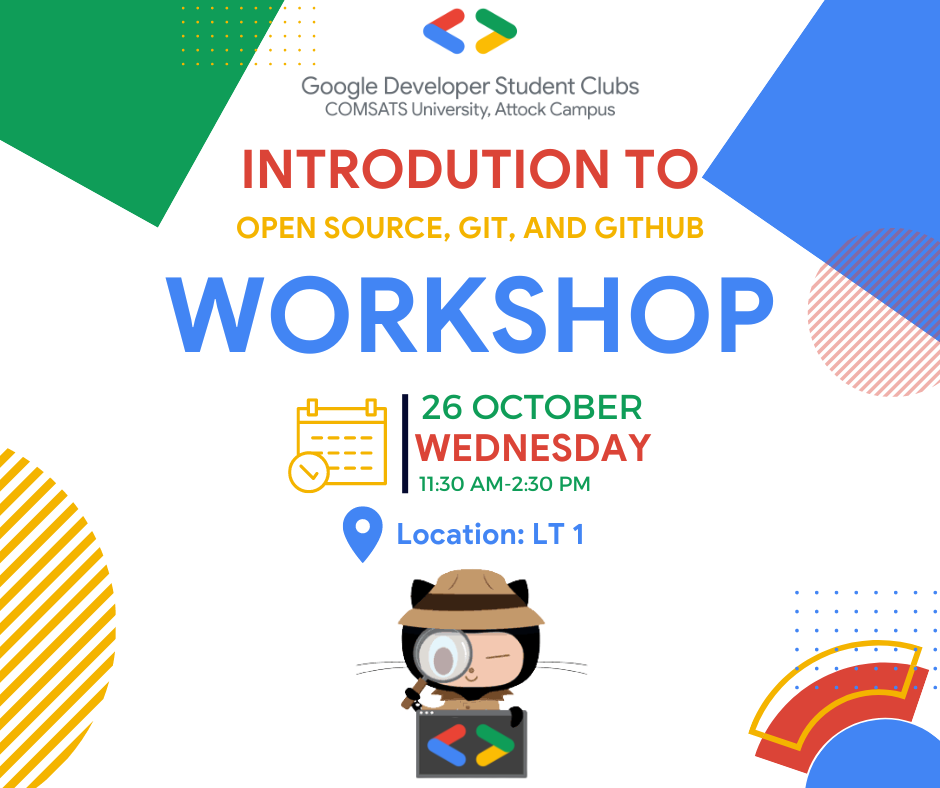 Google Developer Student Clubs
COMSATS University, Attock Campus
INTRODUTION TO
OPEN SOURCE, GIT, AND GITHUB
WORKSHOP
26 OCTOBER
WEDNESDAY
11:30 AM-2:30 PM
Location: LT 1